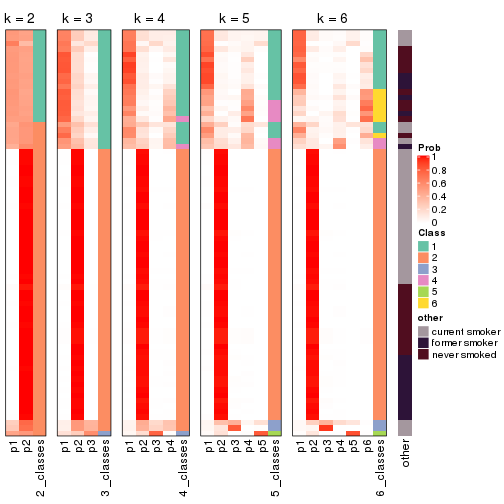 k = 2
k = 3
k = 4
k = 5
k = 6
Prob
1
0.8
0.6
0.4
0.2
0
Class
1
2
3
4
5
6
other
current smoker
former smoker
never smoked
p1
p2
2_classes
p1
p2
p3
3_classes
p1
p2
p3
p4
4_classes
p1
p2
p3
p4
p5
5_classes
p1
p2
p3
p4
p5
p6
6_classes
other